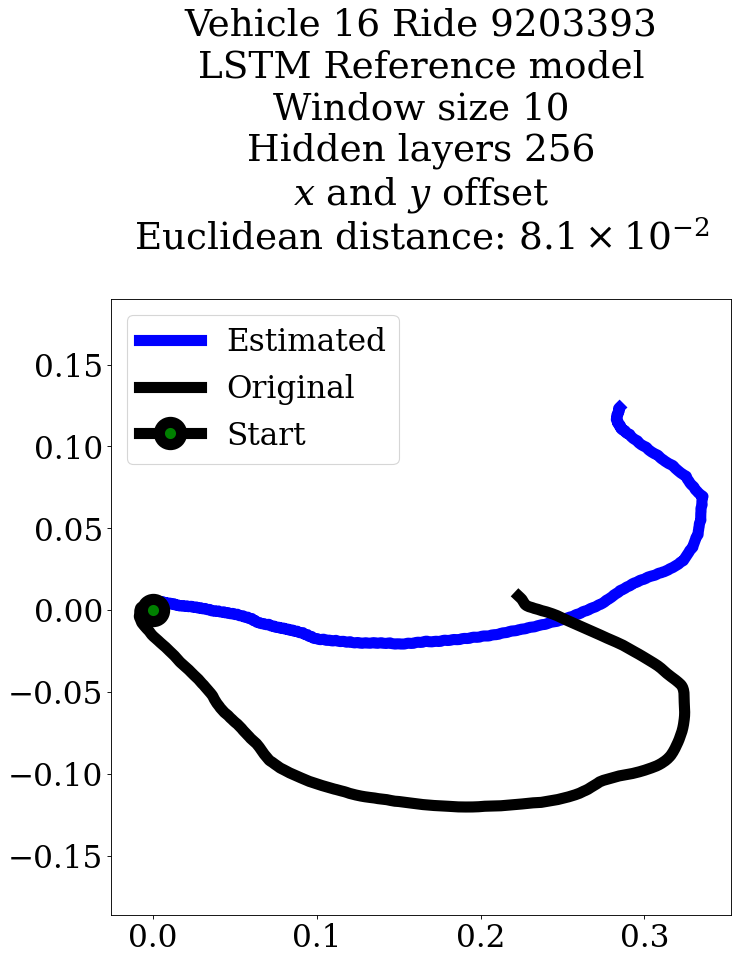 Vehicle 16 Ride 9203393
LSTM Reference model
Window size 10
Hidden layers 256
x and y offset
Euclidean distance: 8.1 × 10⁻²
Estimated
Original
Start
0.15
0.10
0.05
0.00
−0.05
−0.10
−0.15
0.0 0.1 0.2 0.3